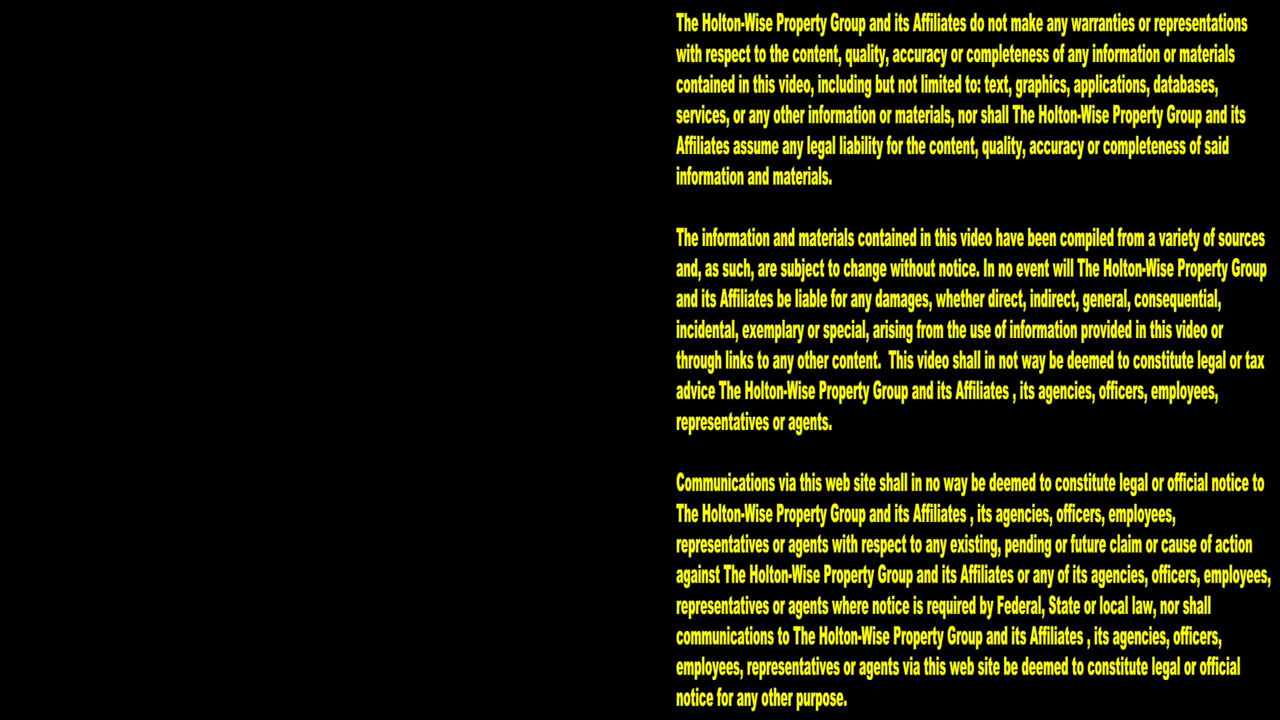 The Holton-Wise Property Group and its Affiliates do not make any warranties or representations
with respect to the content, quality, accuracy or completeness of any information or materials
contained in this video, including but not limited to: text, graphics, applications, databases,
services, or any other information or materials, nor shall The Holton-Wise Property Group and its
Affiliates assume any legal liability for the content, quality, accuracy or completeness of said
information and materials.
The information and materials contained in this video have been compiled from a variety of sources
and, as such, are subject to change without notice. In no event will The Holton-Wise Property Group
and its Affiliates be liable for any damages, whether direct, indirect, general, consequential,
incidental, exemplary or special, arising from the use of information provided in this video or
through links to any other content.  This video shall in not way be deemed to constitute legal or tax
advice The Holton-Wise Property Group and its Affiliates , its agencies, officers, employees,
representatives or agents.
Communications via this web site shall in no way be deemed to constitute legal or official notice to
The Holton-Wise Property Group and its Affiliates , its agencies, officers, employees,
representatives or agents with respect to any existing, pending or future claim or cause of action
against The Holton-Wise Property Group and its Affiliates or any of its agencies, officers, employees,
representatives or agents where notice is required by Federal, State or local law, nor shall
communications to The Holton-Wise Property Group and its Affiliates , its agencies, officers,
employees, representatives or agents via this web site be deemed to constitute legal or official
notice for any other purpose.